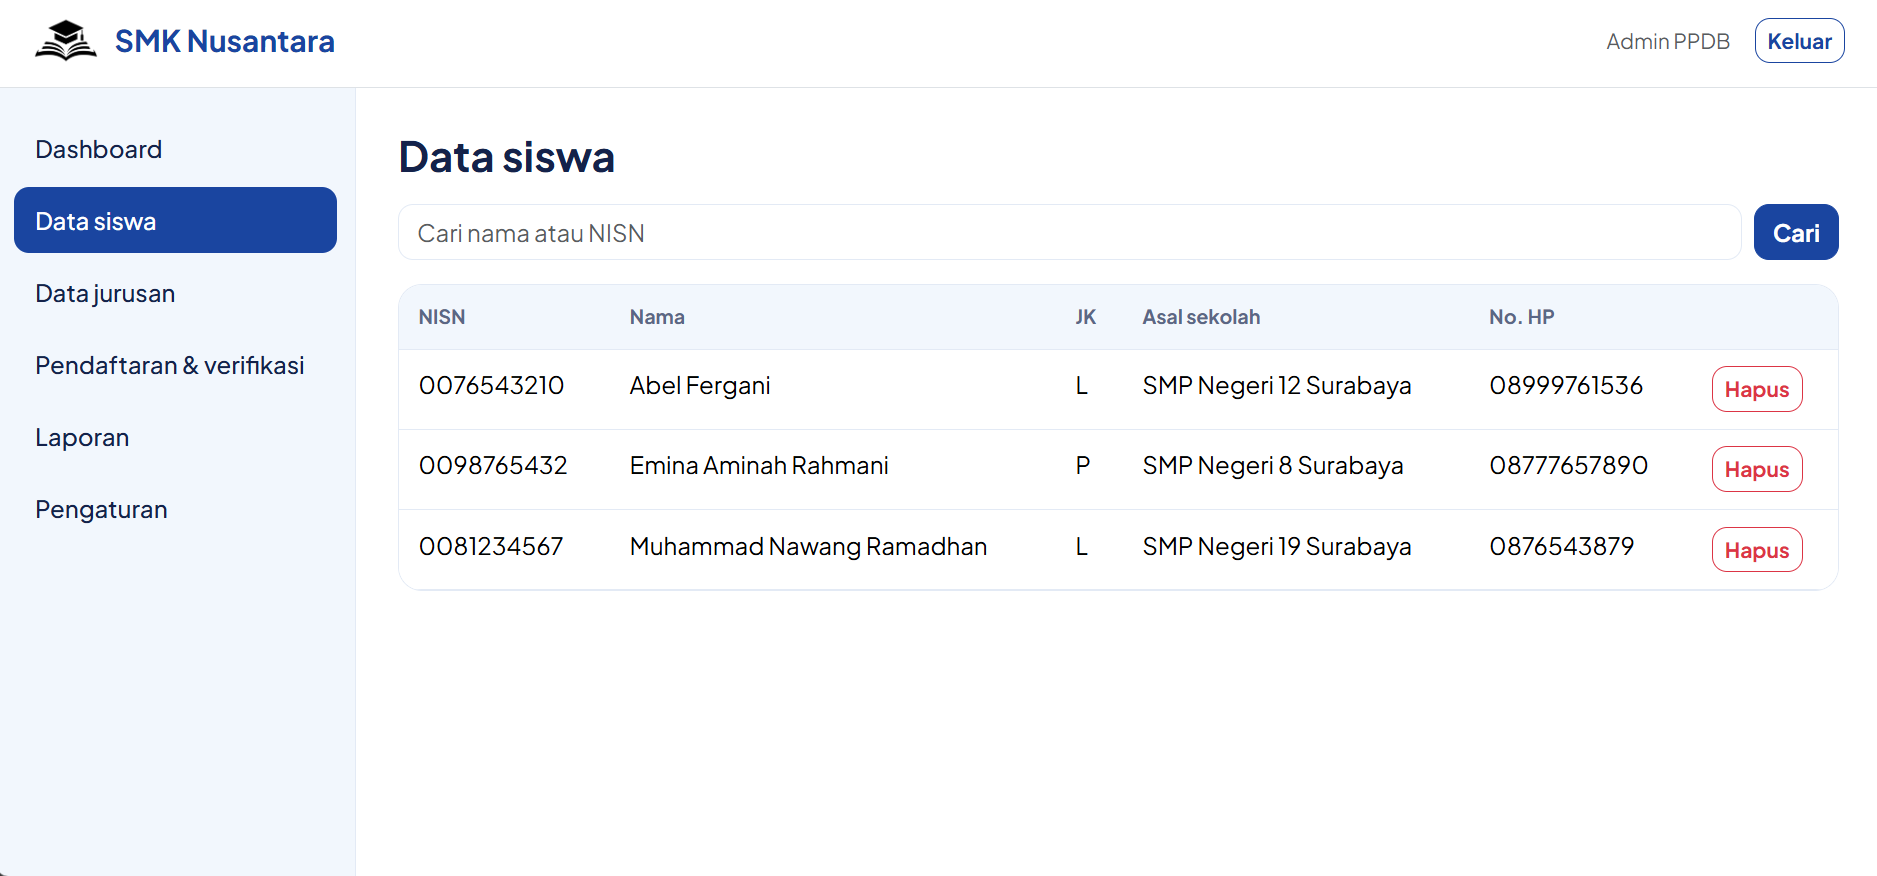 SMK Nusantara
Admin PPDB
Keluar
Dashboard
Data siswa
Data jurusan
Pendaftaran & verifikasi
Laporan
Pengaturan
Data siswa
Cari nama atau NISN
Cari
NISN Nama JK Asal sekolah No. HP
0076543210 Abel Fergani L SMP Negeri 12 Surabaya 08999761536 Hapus
0098765432 Emina Aminah Rahmani P SMP Negeri 8 Surabaya 08777657890 Hapus
0081234567 Muhammad Nawang Ramadhan L SMP Negeri 19 Surabaya 0876543879 Hapus